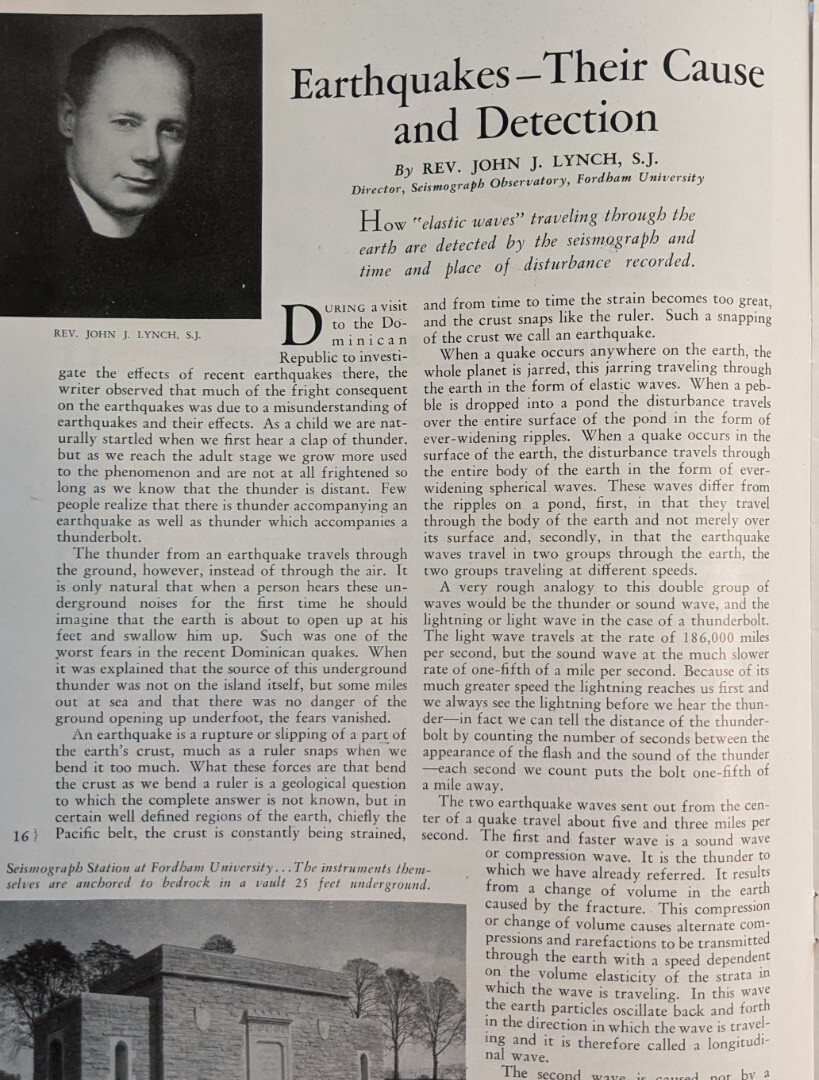 Earthquakes—Their Cause
and Detection
By REV. JOHN J. LYNCH, S.J.
Director, Seismograph Observatory, Fordham University
How "elastic waves" traveling through the
earth are detected by the seismograph and
time and place of disturbance recorded.
REV. JOHN J. LYNCH, S.J.
DURING a visit
to the Do-
minican
Republic to investi-
gate the effects of recent earthquakes there, the
writer observed that much of the fright consequent
on the earthquakes was due to a misunderstanding of
earthquakes and their effects. As a child we are nat-
urally startled when we first hear a clap of thunder,
but as we reach the adult stage we grow more used
to the phenomenon and are not at all frightened so
long as we know that the thunder is distant. Few
people realize that there is thunder accompanying an
earthquake as well as thunder which accompanies a
thunderbolt.
The thunder from an earthquake travels through
the ground, however, instead of through the air. It
is only natural that when a person hears these un-
derground noises for the first time he should
imagine that the earth is about to open up at his
feet and swallow him up. Such was one of the
worst fears in the recent Dominican quakes. When
it was explained that the source of this underground
thunder was not on the island itself, but some miles
out at sea and that there was no danger of the
ground opening up underfoot, the fears vanished.
An earthquake is a rupture or slipping of a part of
the earth's crust, much as a ruler snaps when we
bend it too much. What these forces are that bend
the crust as we bend a ruler is a geological question
to which the complete answer is not known, but in
certain well defined regions of the earth, chiefly the
Pacific belt, the crust is constantly being strained,
16}
Seismograph Station at Fordham University...The instruments them-
selves are anchored to bedrock in a vault 25 feet underground.
and from time to time the strain becomes too great,
and the crust snaps like the ruler. Such a snapping
of the crust we call an earthquake.
When a quake occurs anywhere on the earth, the
whole planet is jarred, this jarring traveling through
the earth in the form of elastic waves. When a peb-
ble is dropped into a pond the disturbance travels
over the entire surface of the pond in the form of
ever-widening ripples. When a quake occurs in the
surface of the earth, the disturbance travels through
the entire body of the earth in the form of ever-
widening spherical waves. These waves differ from
the ripples on a pond, first, in that they travel
through the body of the earth and not merely over
its surface and, secondly, in that the earthquake
waves travel in two groups through the earth, the
two groups traveling at different speeds.
A very rough analogy to this double group of
waves would be the thunder or sound wave, and the
lightning or light wave in the case of a thunderbolt.
The light wave travels at the rate of 186,000 miles
per second, but the sound wave at the much slower
rate of one-fifth of a mile per second. Because of its
much greater speed the lightning reaches us first and
we always see the lightning before we hear the thun-
der—in fact we can tell the distance of the thunder-
bolt by counting the number of seconds between the
appearance of the flash and the sound of the thunder
—each second we count puts the bolt one-fifth of
a mile away.
The two earthquake waves sent out from the cen-
ter of a quake travel about five and three miles per
second. The first and faster wave is a sound wave
or compression wave. It is the thunder to
which we have already referred. It results
from a change of volume in the earth
caused by the fracture. This compression
or change of volume causes alternate com-
pressions and rarefactions to be transmitted
through the earth with a speed dependent
on the volume elasticity of the strata in
which the wave is traveling. In this wave
the earth particles oscillate back and forth
in the direction in which the wave is travel-
ing and it is therefore called a longitudi-
nal wave.
The second wave is caused not by a